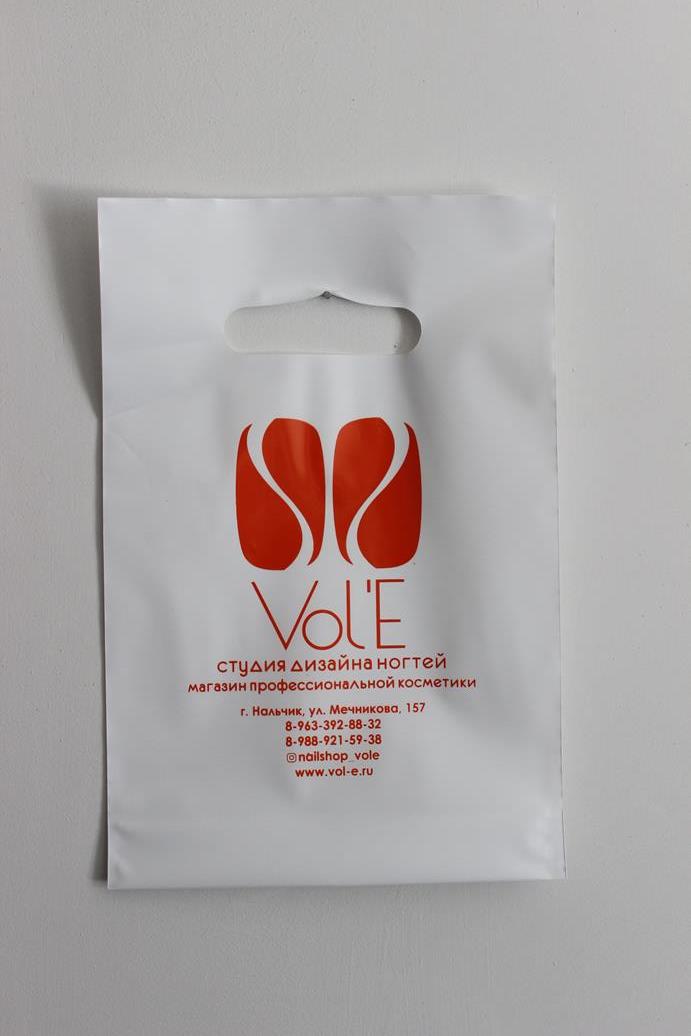 Vol'E
студия дизайна ногтей
магазин профессиональной косметики
г. Нальчик, ул. Мечникова, 157
8-963-392-88-32
8-988-921-59-38
nailshop_vole
www.vol-e.ru